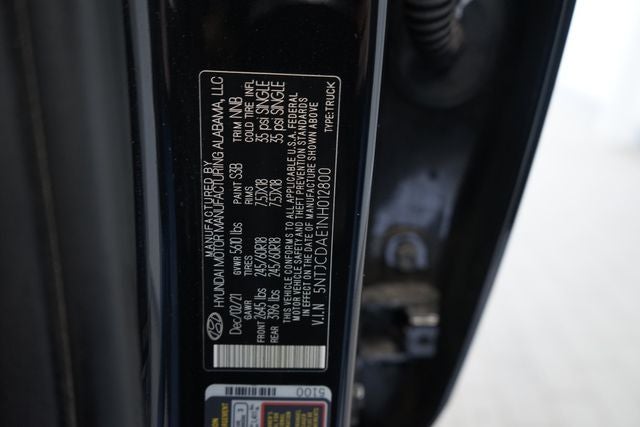 MANUFACTURED BY
HYUNDAI MOTOR MANUFACTURING ALABAMA, LLC
Dec/02/21 GVWR 5610 lbs PAINT S3B TRIM NNB
GAWR TIRES RIMS COLD TIRE INFL
FRONT 2645 lbs 245/60R18 7.5JX18 35 psi SINGLE
REAR 3396 lbs 245/60R18 7.5JX18 35 psi SINGLE
THIS VEHICLE CONFORMS TO ALL APPLICABLE U.S.A. FEDERAL
MOTOR VEHICLE SAFETY AND THEFT PREVENTION STANDARDS
IN EFFECT ON THE DATE OF MANUFACTURE SHOWN ABOVE
V.I.N 5NTJCDAE1NH012800 TYPE:TRUCK
5100